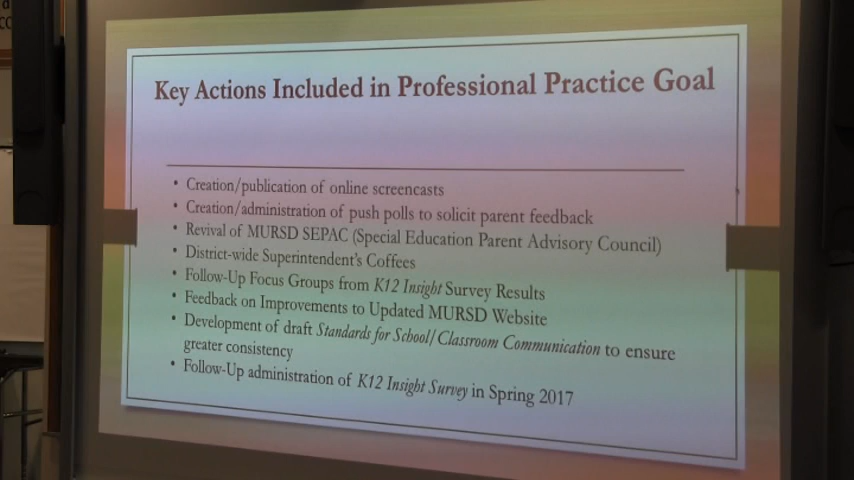 Key Actions Included in Professional Practice Goal
• Creation/publication of online screencasts
• Creation/administration of push polls to solicit parent feedback
• Revival of MURSD SEPAC (Special Education Parent Advisory Council)
• District-wide Superintendent's Coffees
• Follow-Up Focus Groups from K12 Insight Survey Results
• Feedback on Improvements to Updated MURSD Website
• Development of draft Standards for School/Classroom Communication to ensure
greater consistency
• Follow-Up administration of K12 Insight Survey in Spring 2017